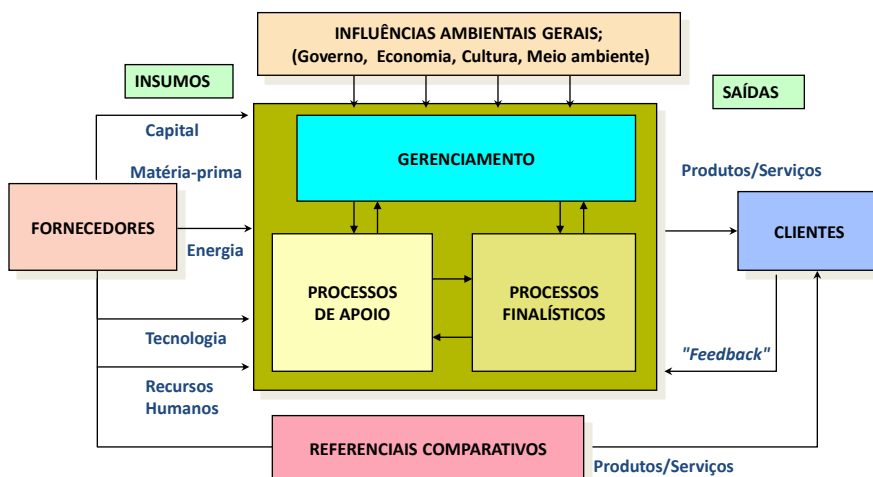 INFLUÊNCIAS AMBIENTAIS GERAIS;
(Governo, Economia, Cultura, Meio ambiente)
INSUMOS
SAÍDAS
Capital
GERENCIAMENTO
Matéria-prima
Produtos/Serviços
FORNECEDORES
CLIENTES
Energia
PROCESSOS
DE APOIO
PROCESSOS
FINALÍSTICOS
Tecnologia
"Feedback"
Recursos
Humanos
REFERENCIAIS COMPARATIVOS
Produtos/Serviços